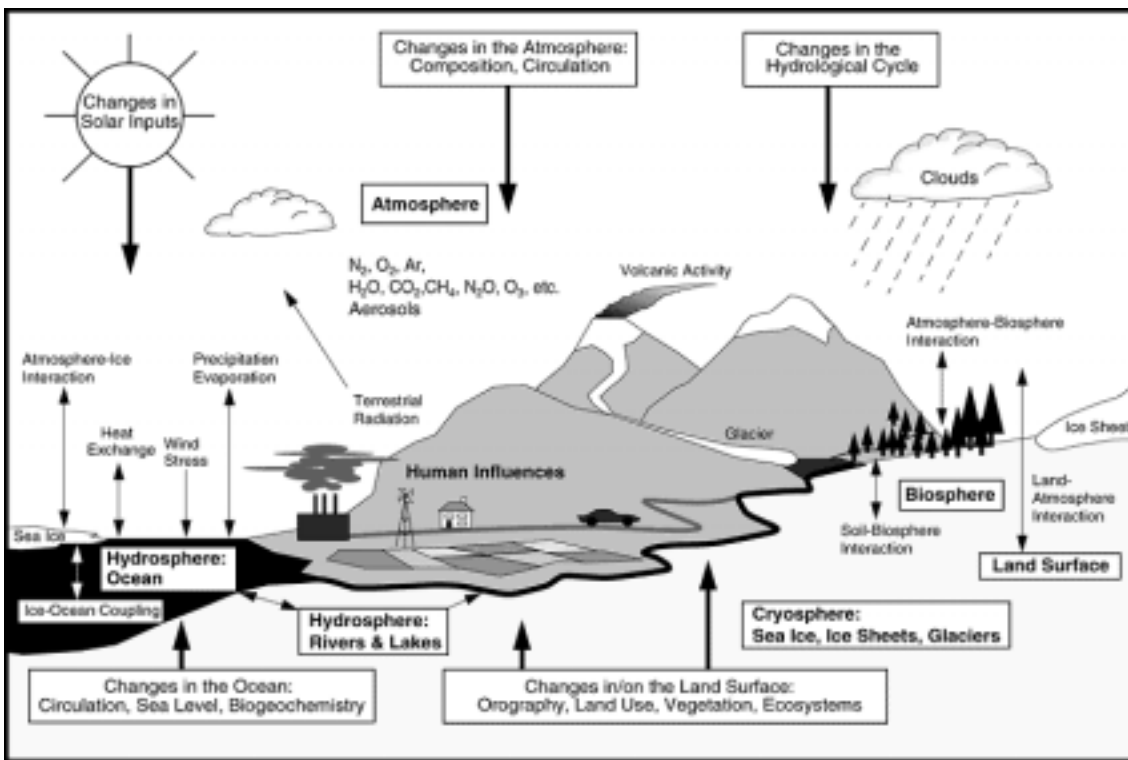 Changes in
Solar Inputs
Changes in the Atmosphere:
Composition, Circulation
Changes in the
Hydrological Cycle
Clouds
Atmosphere
N₂, O₂, Ar,
H₂O, CO₂,CH₄, N₂O, O₃, etc.
Aerosols
Volcanic Activity
Atmosphere-Ice
Interaction
Precipitation
Evaporation
Terrestrial
Radiation
Atmosphere-Biosphere
Interaction
Heat
Exchange
Wind
Stress
Glacier
Ice Sheet
Human Influences
Biosphere
Land-
Atmosphere
Interaction
Soil-Biosphere
Interaction
Sea Ice
Hydrosphere:
Ocean
Land Surface
Ice-Ocean Coupling
Hydrosphere:
Rivers & Lakes
Cryosphere:
Sea Ice, Ice Sheets, Glaciers
Changes in the Ocean:
Circulation, Sea Level, Biogeochemistry
Changes in/on the Land Surface:
Orography, Land Use, Vegetation, Ecosystems